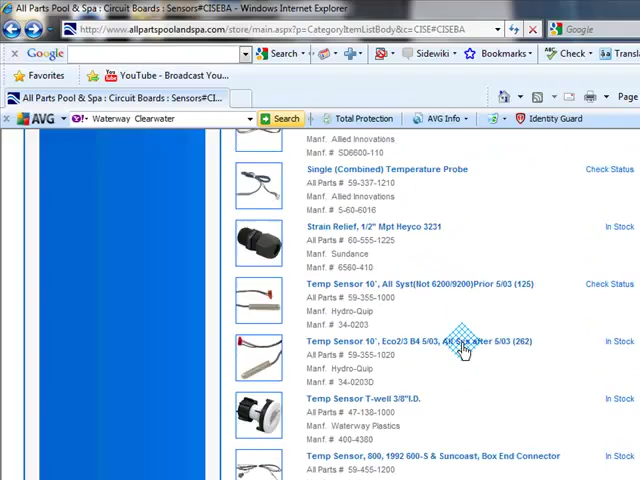 All Parts Pool & Spa : Circuit Boards : Sensors#CISEBA - Windows Internet Explorer
http://www.allpartspoolandspa.com/store/main.aspx?p=CategoryItemListBody&c=CISE#CISEBA
Google
Google Search Sidewiki Bookmarks Check Trans
Favorites YouTube - Broadcast You...
All Parts Pool & Spa : Circuit Boards : Sensors#CI... Page
AVG Y! Waterway Clearwater Search Total Protection AVG Info Identity Guard
Manf. Allied Innovations
Manf. # SD6600-110
Single (Combined) Temperature Probe Check Status
All Parts # 59-337-1210
Manf. Allied Innovations
Manf. # 5-60-6016
Strain Relief, 1/2" Mpt Heyco 3231 In Stock
All Parts # 60-555-1225
Manf. Sundance
Manf. # 6560-410
Temp Sensor 10`, All Syst(Not 6200/9200)Prior 5/03 (125) Check Status
All Parts # 59-355-1000
Manf. Hydro-Quip
Manf. # 34-0203
Temp Sensor 10`, Eco2/3 B4 5/03, All after 5/03 (262) In Stock
All Parts # 59-355-1020
Manf. Hydro-Quip
Manf. # 34-0203D
Temp Sensor T-well 3/8"I.D. In Stock
All Parts # 47-138-1000
Manf. Waterway Plastics
Manf. # 400-4380
Temp Sensor, 800, 1992 600-S & Suncoast, Box End Connector In Stock
All Parts # 59-455-1200